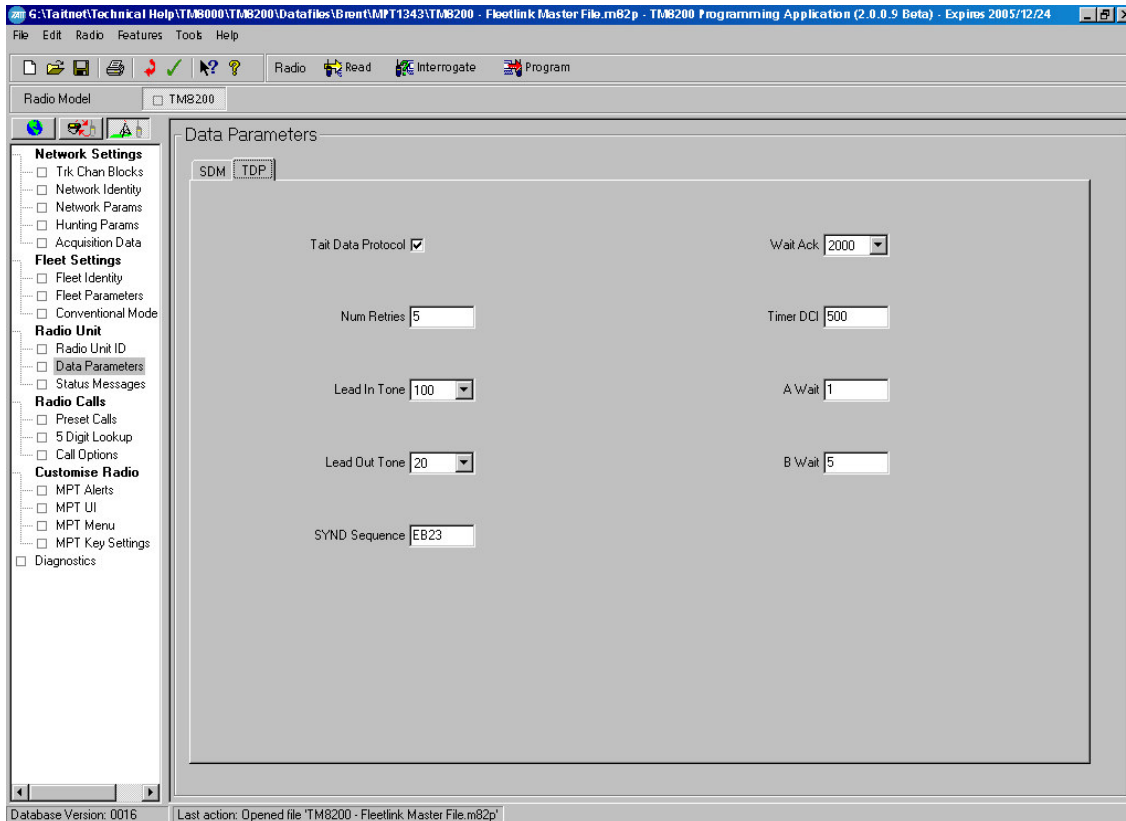 G:\Taitnet\Technical Help\TM8000\TM8200\Datafiles\Brent\MPT1343\TM8200 - Fleetlink Master File.m82p - TM8200 Programming Application (2.0.0.9 Beta) - Expires 2005/12/24
File Edit Radio Features Tools Help
Radio Read Interrogate Program
Radio Model TM8200
Network Settings
Trk Chan Blocks
Network Identity
Network Params
Hunting Params
Acquisition Data
Fleet Settings
Fleet Identity
Fleet Parameters
Conventional Mode
Radio Unit
Radio Unit ID
Data Parameters
Status Messages
Radio Calls
Preset Calls
5 Digit Lookup
Call Options
Customise Radio
MPT Alerts
MPT UI
MPT Menu
MPT Key Settings
Diagnostics
Data Parameters
SDM TDP
Tait Data Protocol
Wait Ack 2000
Num Retries 5
Timer DCI 500
Lead In Tone 100
A Wait 1
Lead Out Tone 20
B Wait 5
SYND Sequence EB23
Database Version: 0016 Last action: Opened file 'TM8200 - Fleetlink Master File.m82p'